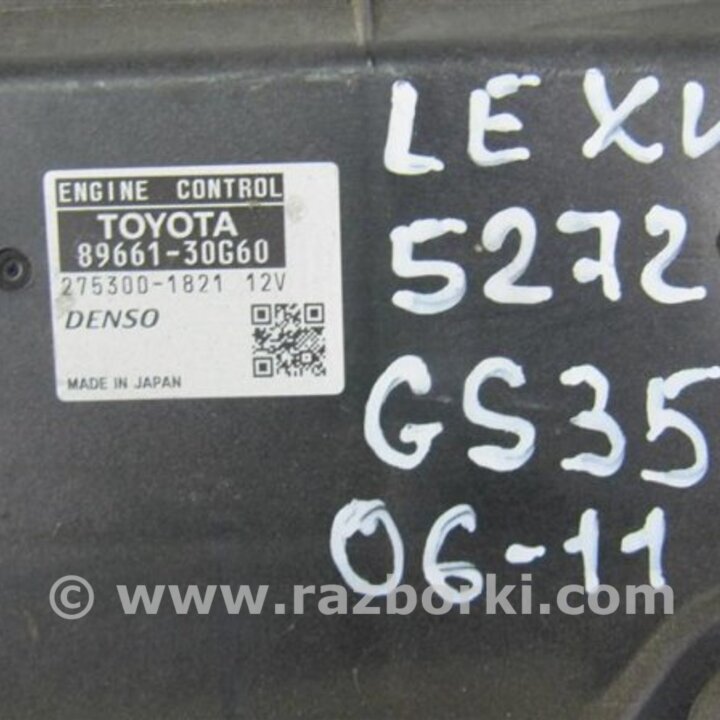 ENGINE CONTROL
TOYOTA
89661-30G60
275300-1821 12V
DENSO
MADE IN JAPAN
LEXU
5272
GS35
06-11
© www.razborki.com